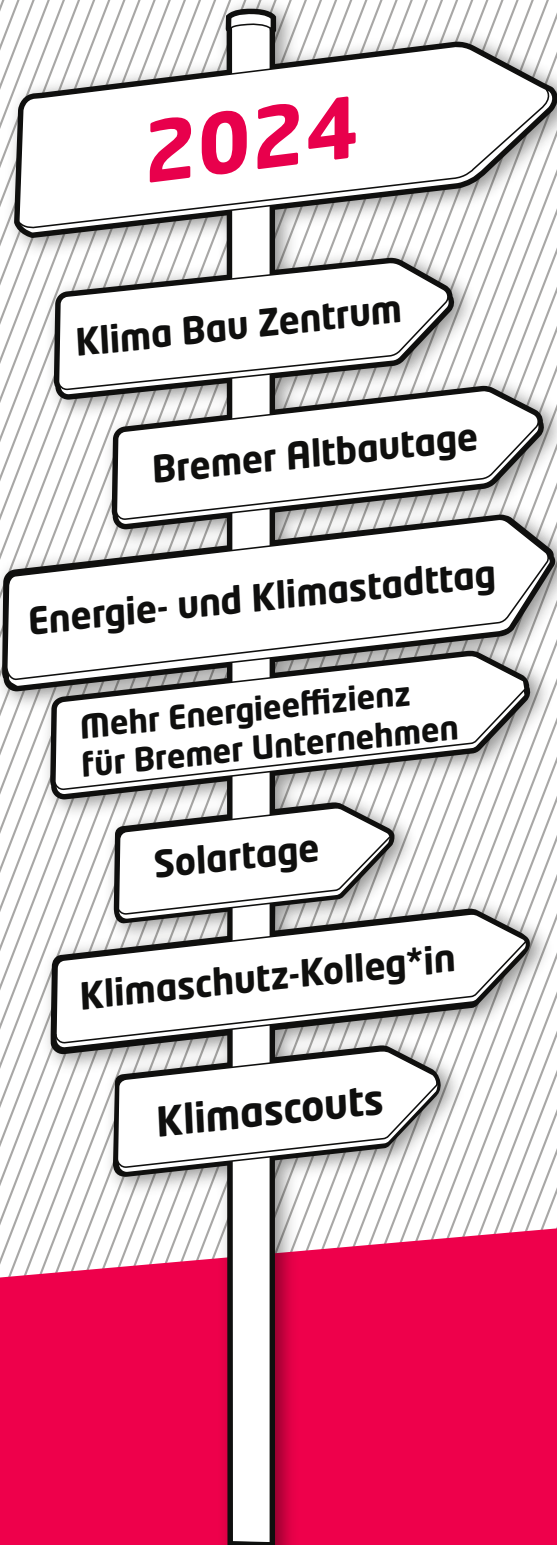 2024
Klima Bau Zentrum
Bremer Altbautage
Energie- und Klimastadttag
Mehr Energieeffizienz
für Bremer Unternehmen
Solartage
Klimaschutz-Kolleg*in
Klimascouts